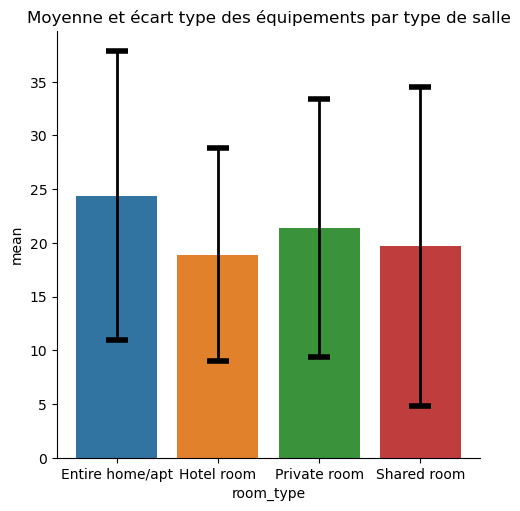 Moyenne et écart type des équipements par type de salle
35
30
25
20
15
10
5
0
mean
Entire home/apt Hotel room Private room Shared room
room_type